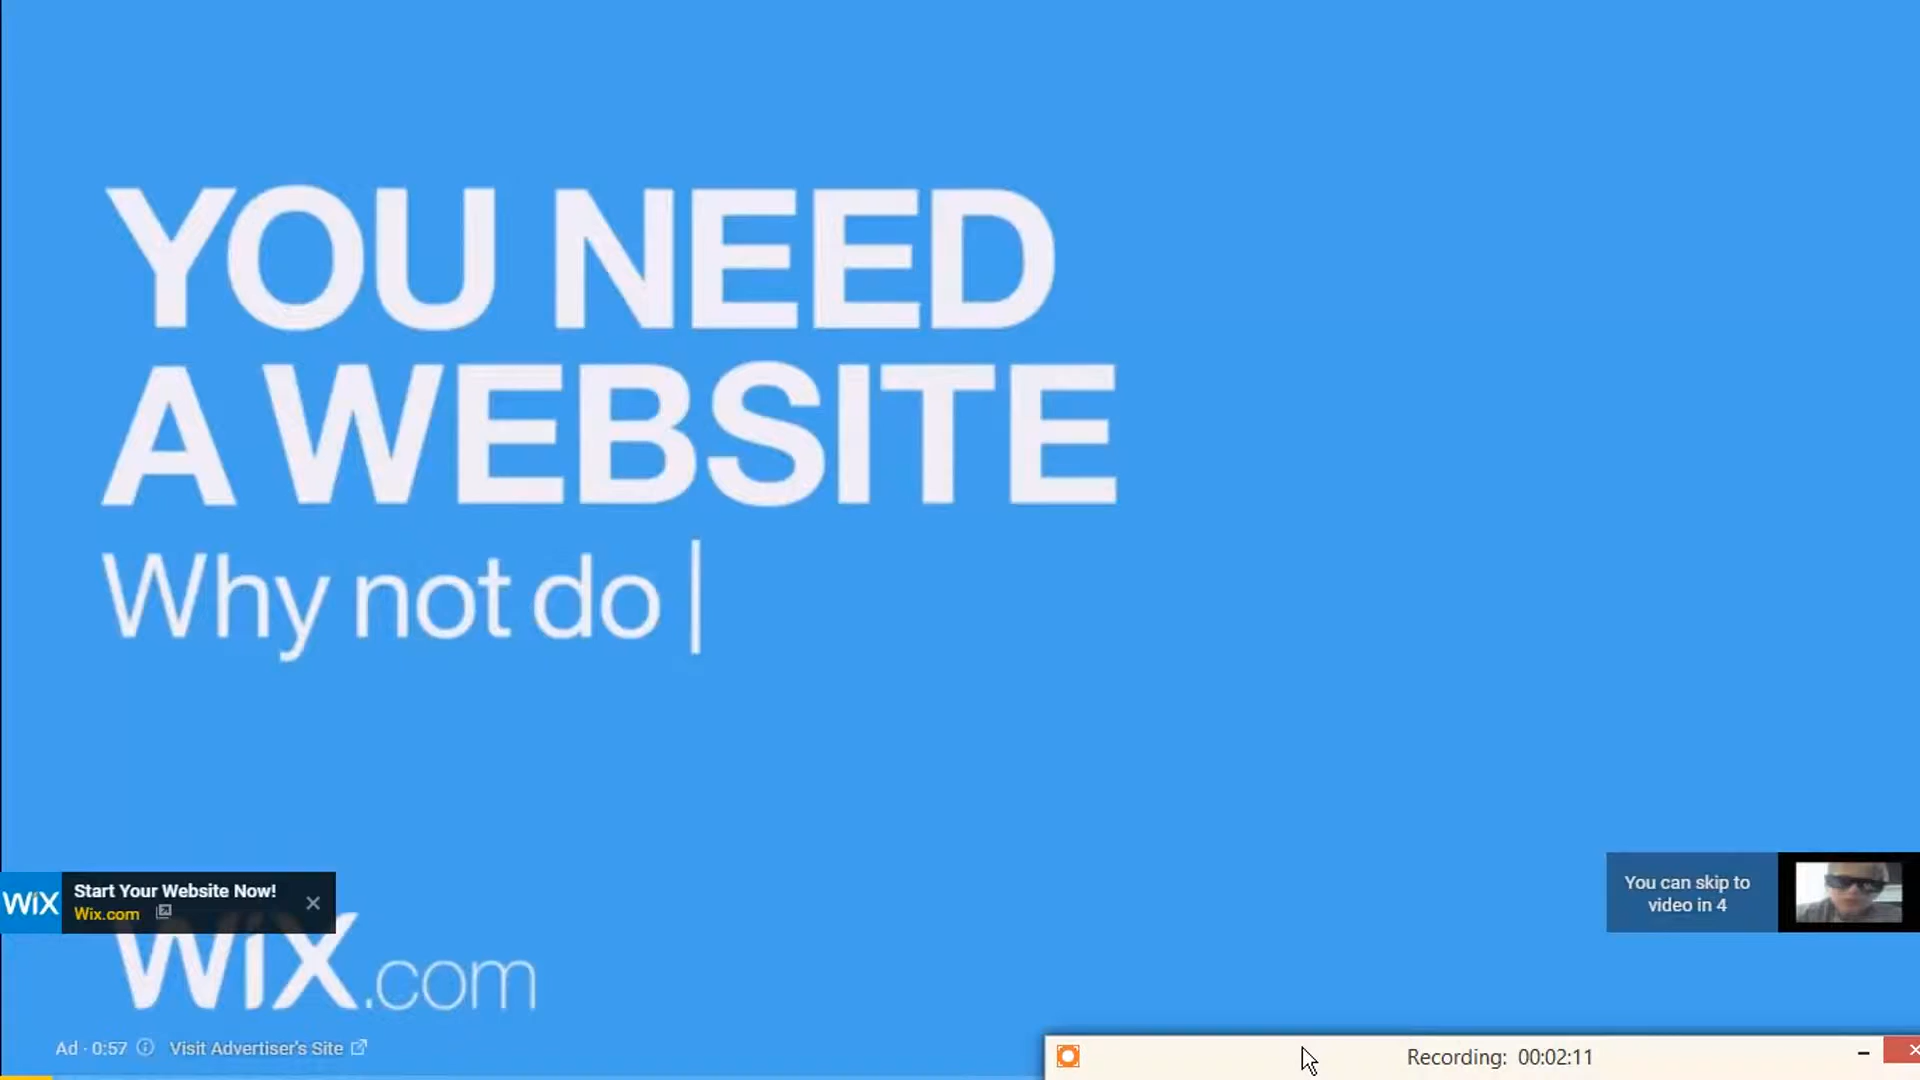 YOU NEED
A WEBSITE
Why not do
WiX
Start Your Website Now!
Wix.com
You can skip to
video in 4
WiX.com
Ad · 0:57
Visit Advertiser's Site
Recording: 00:02:11